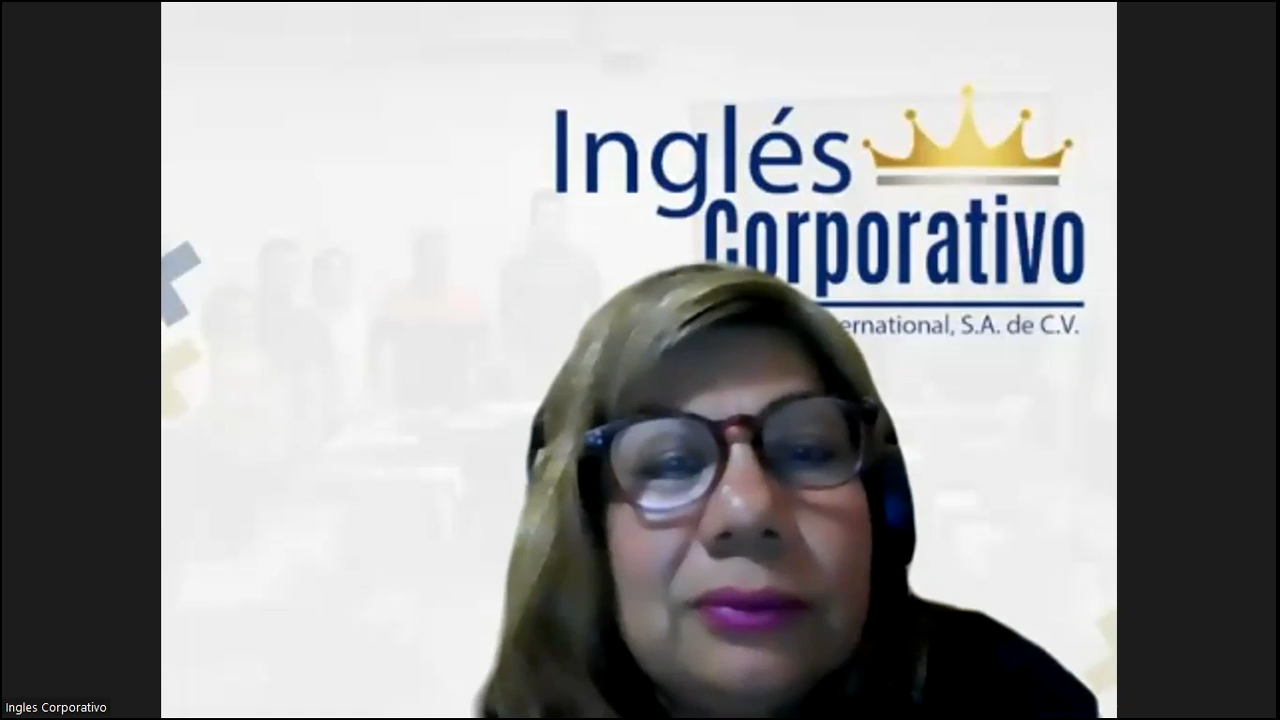 Inglés
Corporativo
ernational, S.A. de C.V.
Ingles Corporativo